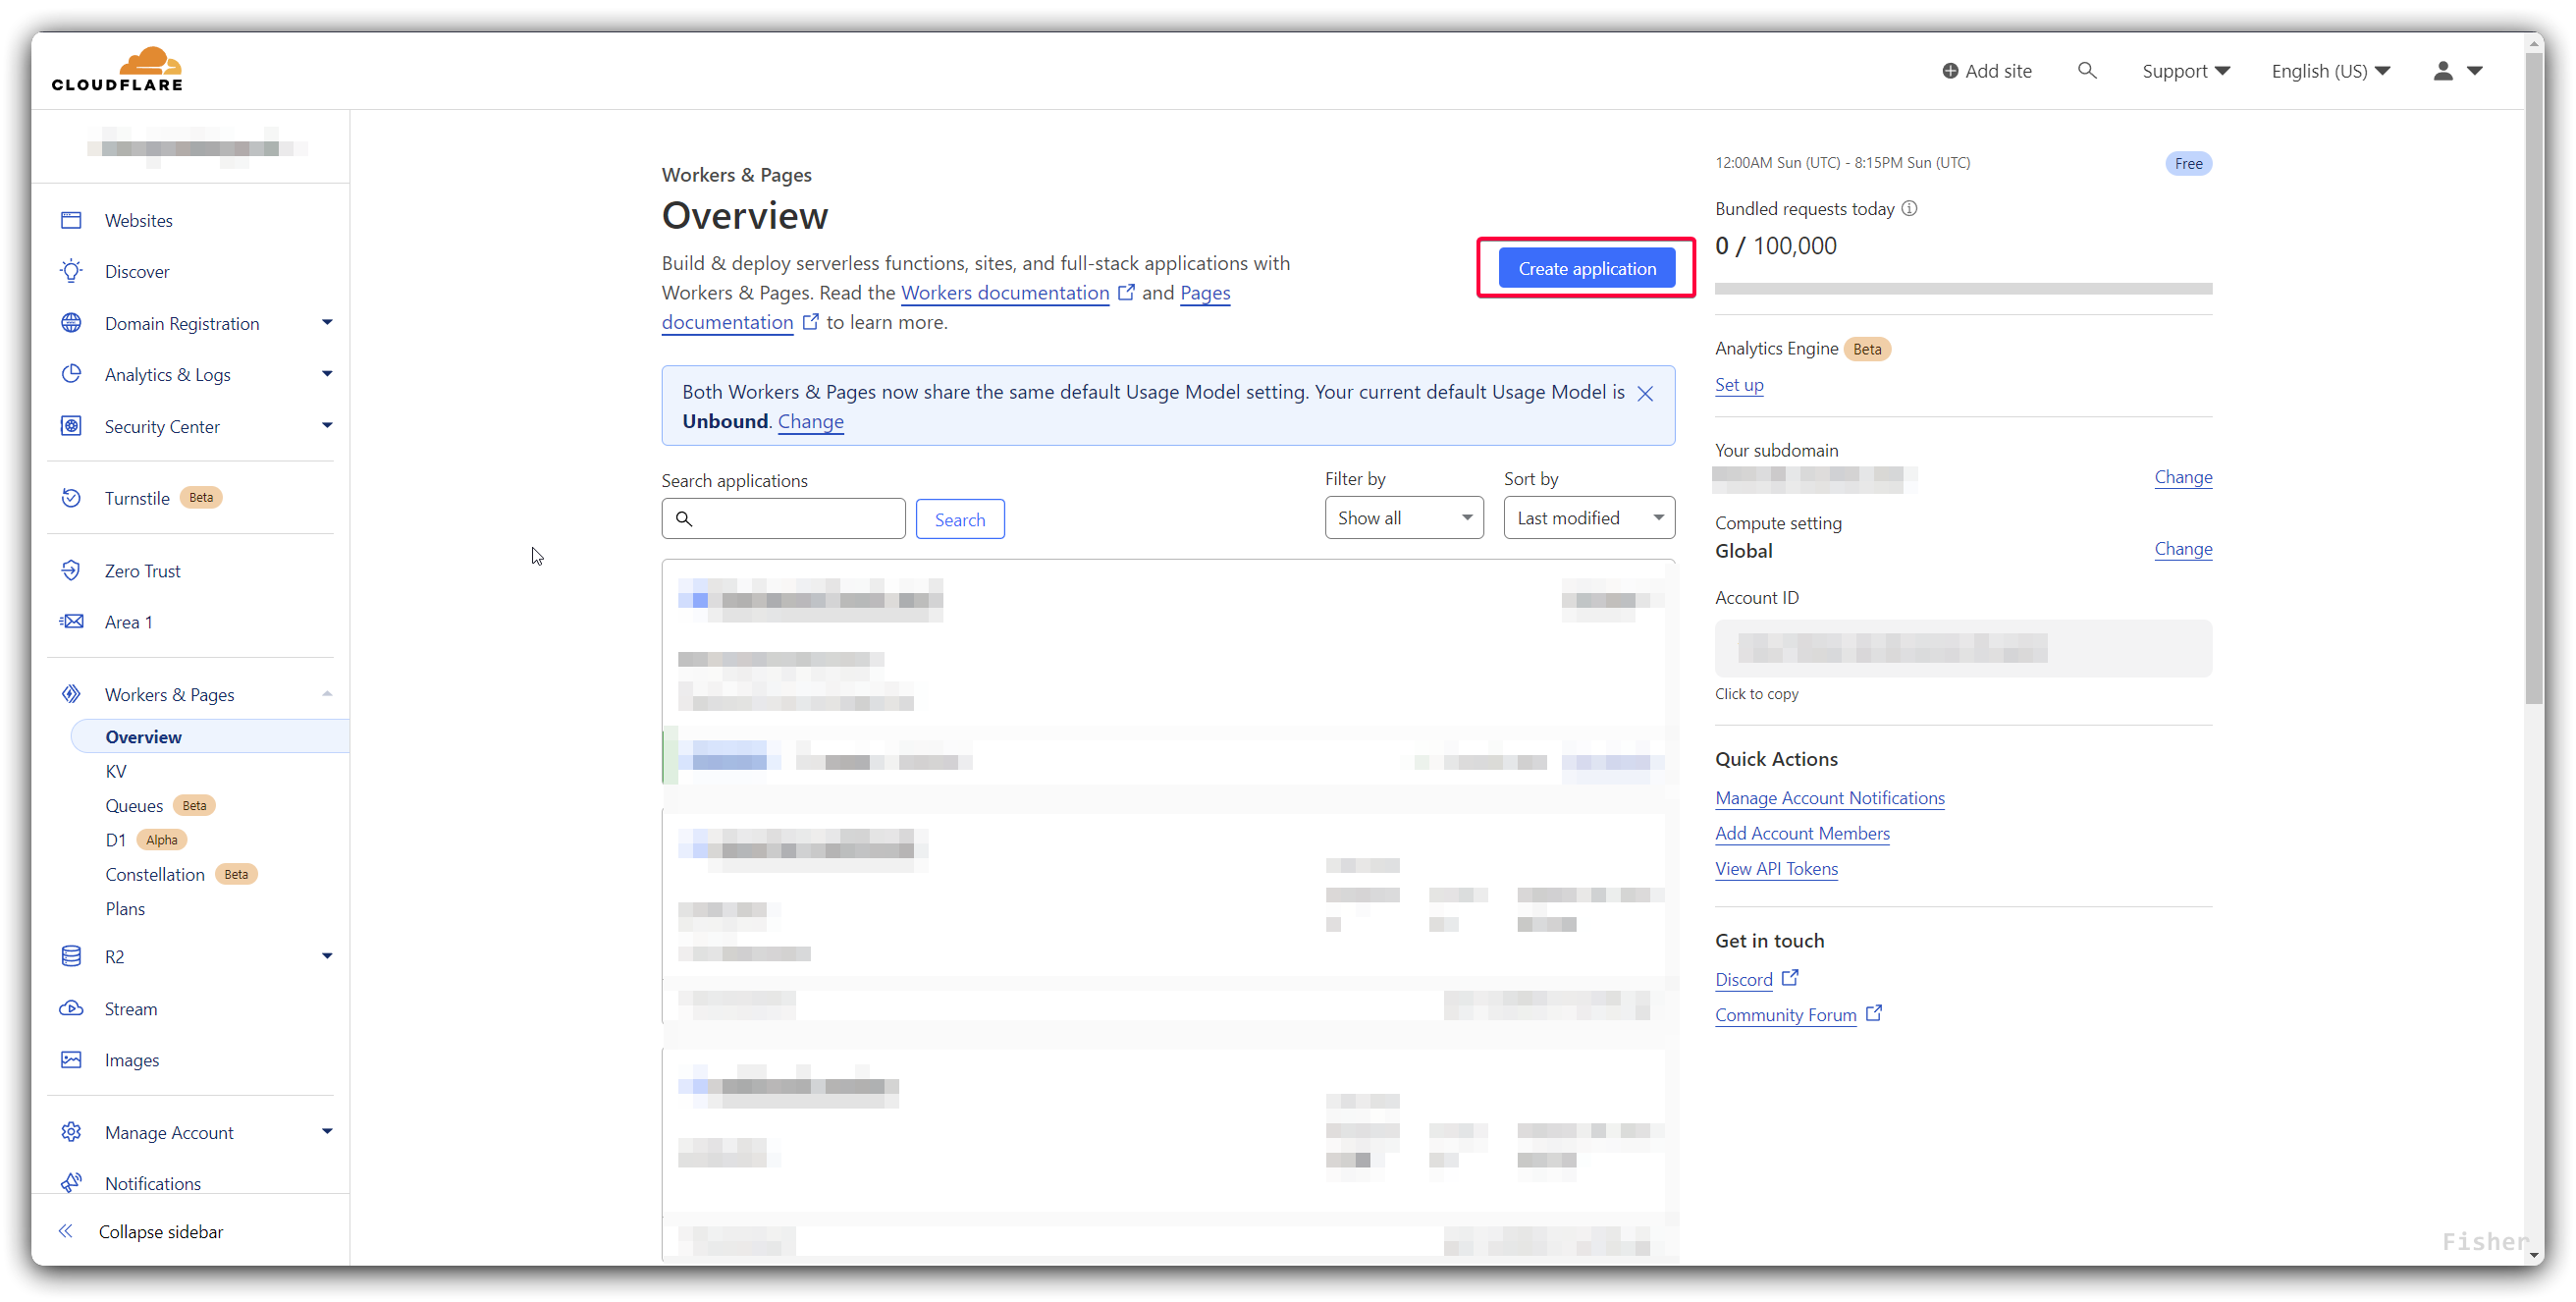 CLOUDFLARE
Add site
Support
English (US)
Websites
Discover
Domain Registration
Analytics & Logs
Security Center
Turnstile Beta
Zero Trust
Area 1
Workers & Pages
Overview
KV
Queues Beta
D1 Alpha
Constellation Beta
Plans
R2
Stream
Images
Manage Account
Notifications
Collapse sidebar
Workers & Pages
Overview
Build & deploy serverless functions, sites, and full-stack applications with
Workers & Pages. Read the Workers documentation and Pages
documentation to learn more.
Create application
Both Workers & Pages now share the same default Usage Model setting. Your current default Usage Model is
Unbound. Change
Search applications
Search
Filter by
Show all
Sort by
Last modified
12:00AM Sun (UTC) - 8:15PM Sun (UTC)
Free
Bundled requests today
0 / 100,000
Analytics Engine Beta
Set up
Your subdomain
Change
Compute setting
Global
Change
Account ID
Click to copy
Quick Actions
Manage Account Notifications
Add Account Members
View API Tokens
Get in touch
Discord
Community Forum
Fisher